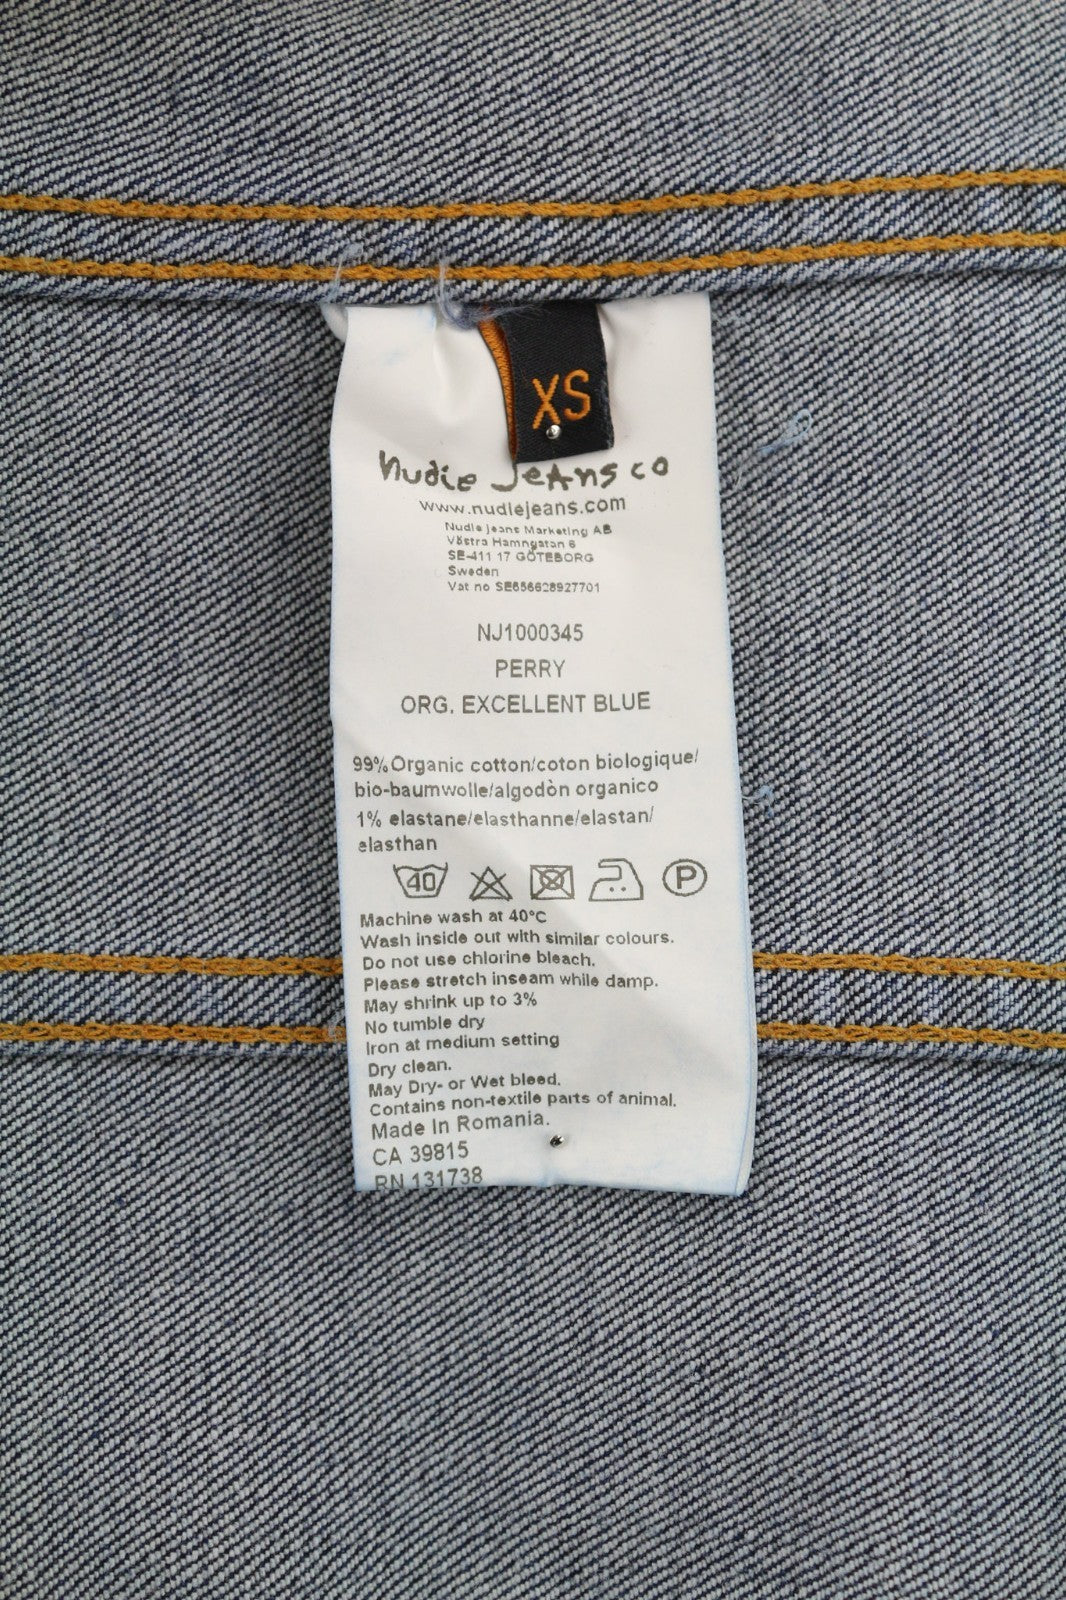 XS
nudie Jeans co
www.nudiejeans.com
Nudie Jeans Marketing AB
Västra Hamngatan 6
SE-411 17 GÖTEBORG
Sweden
Vat no SE656628927701
NJ1000345
PERRY
ORG. EXCELLENT BLUE
99% Organic cotton/coton biologique/
bio-baumwolle/algodòn organico
1% elastane/elasthanne/elastan/
elasthan
40 P
Machine wash at 40°C
Wash inside out with similar colours.
Do not use chlorine bleach.
Please stretch inseam while damp.
May shrink up to 3%
No tumble dry
Iron at medium setting
Dry clean.
May Dry- or Wet bleed.
Contains non-textile parts of animal.
Made In Romania.
CA 39815
RN 131738